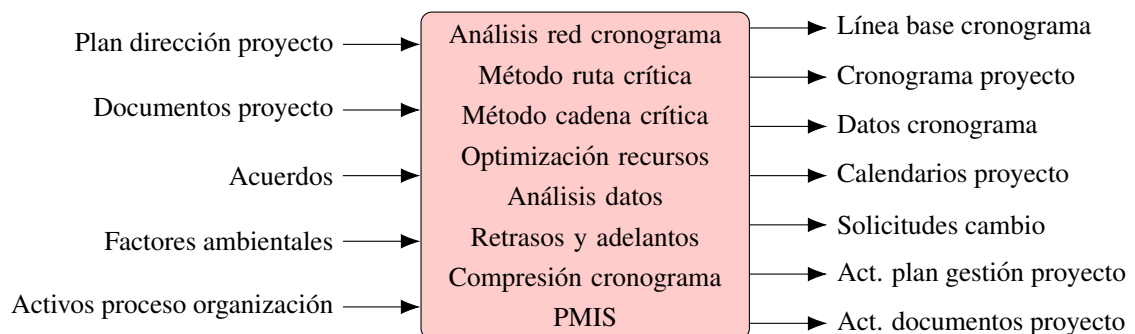 Plan dirección proyecto
Documentos proyecto
Acuerdos
Factores ambientales
Activos proceso organización
Análisis red cronograma
Método ruta crítica
Método cadena crítica
Optimización recursos
Análisis datos
Retrasos y adelantos
Compresión cronograma
PMIS
Línea base cronograma
Cronograma proyecto
Datos cronograma
Calendarios proyecto
Solicitudes cambio
Act. plan gestión proyecto
Act. documentos proyecto